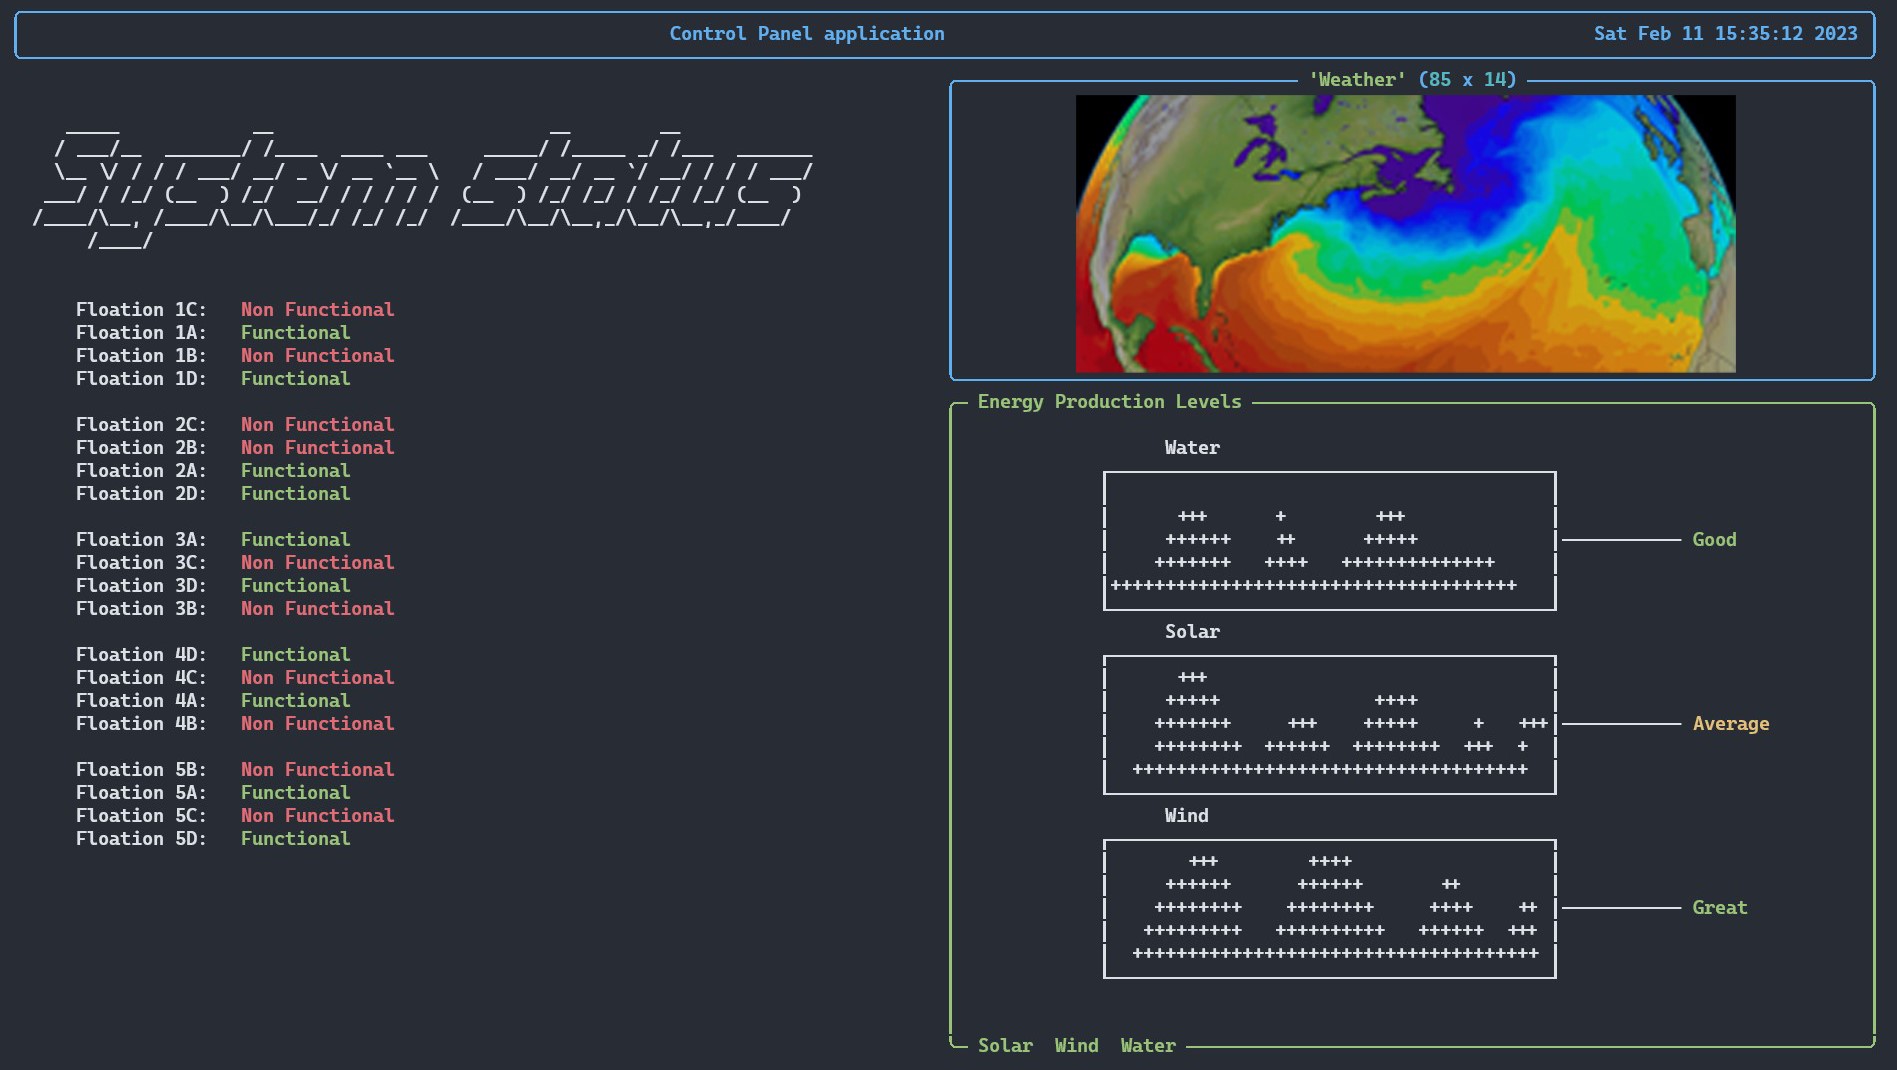 Control Panel application
Sat Feb 11 15:35:12 2023
System status
Floation 1C: Non Functional
Floation 1A: Functional
Floation 1B: Non Functional
Floation 1D: Functional
Floation 2C: Non Functional
Floation 2B: Non Functional
Floation 2A: Functional
Floation 2D: Functional
Floation 3A: Functional
Floation 3C: Non Functional
Floation 3D: Functional
Floation 3B: Non Functional
Floation 4D: Functional
Floation 4C: Non Functional
Floation 4A: Functional
Floation 4B: Non Functional
Floation 5B: Non Functional
Floation 5A: Functional
Floation 5C: Non Functional
Floation 5D: Functional
'Weather' (85 x 14)
Energy Production Levels
Water
Good
Solar
Average
Wind
Great
Solar Wind Water